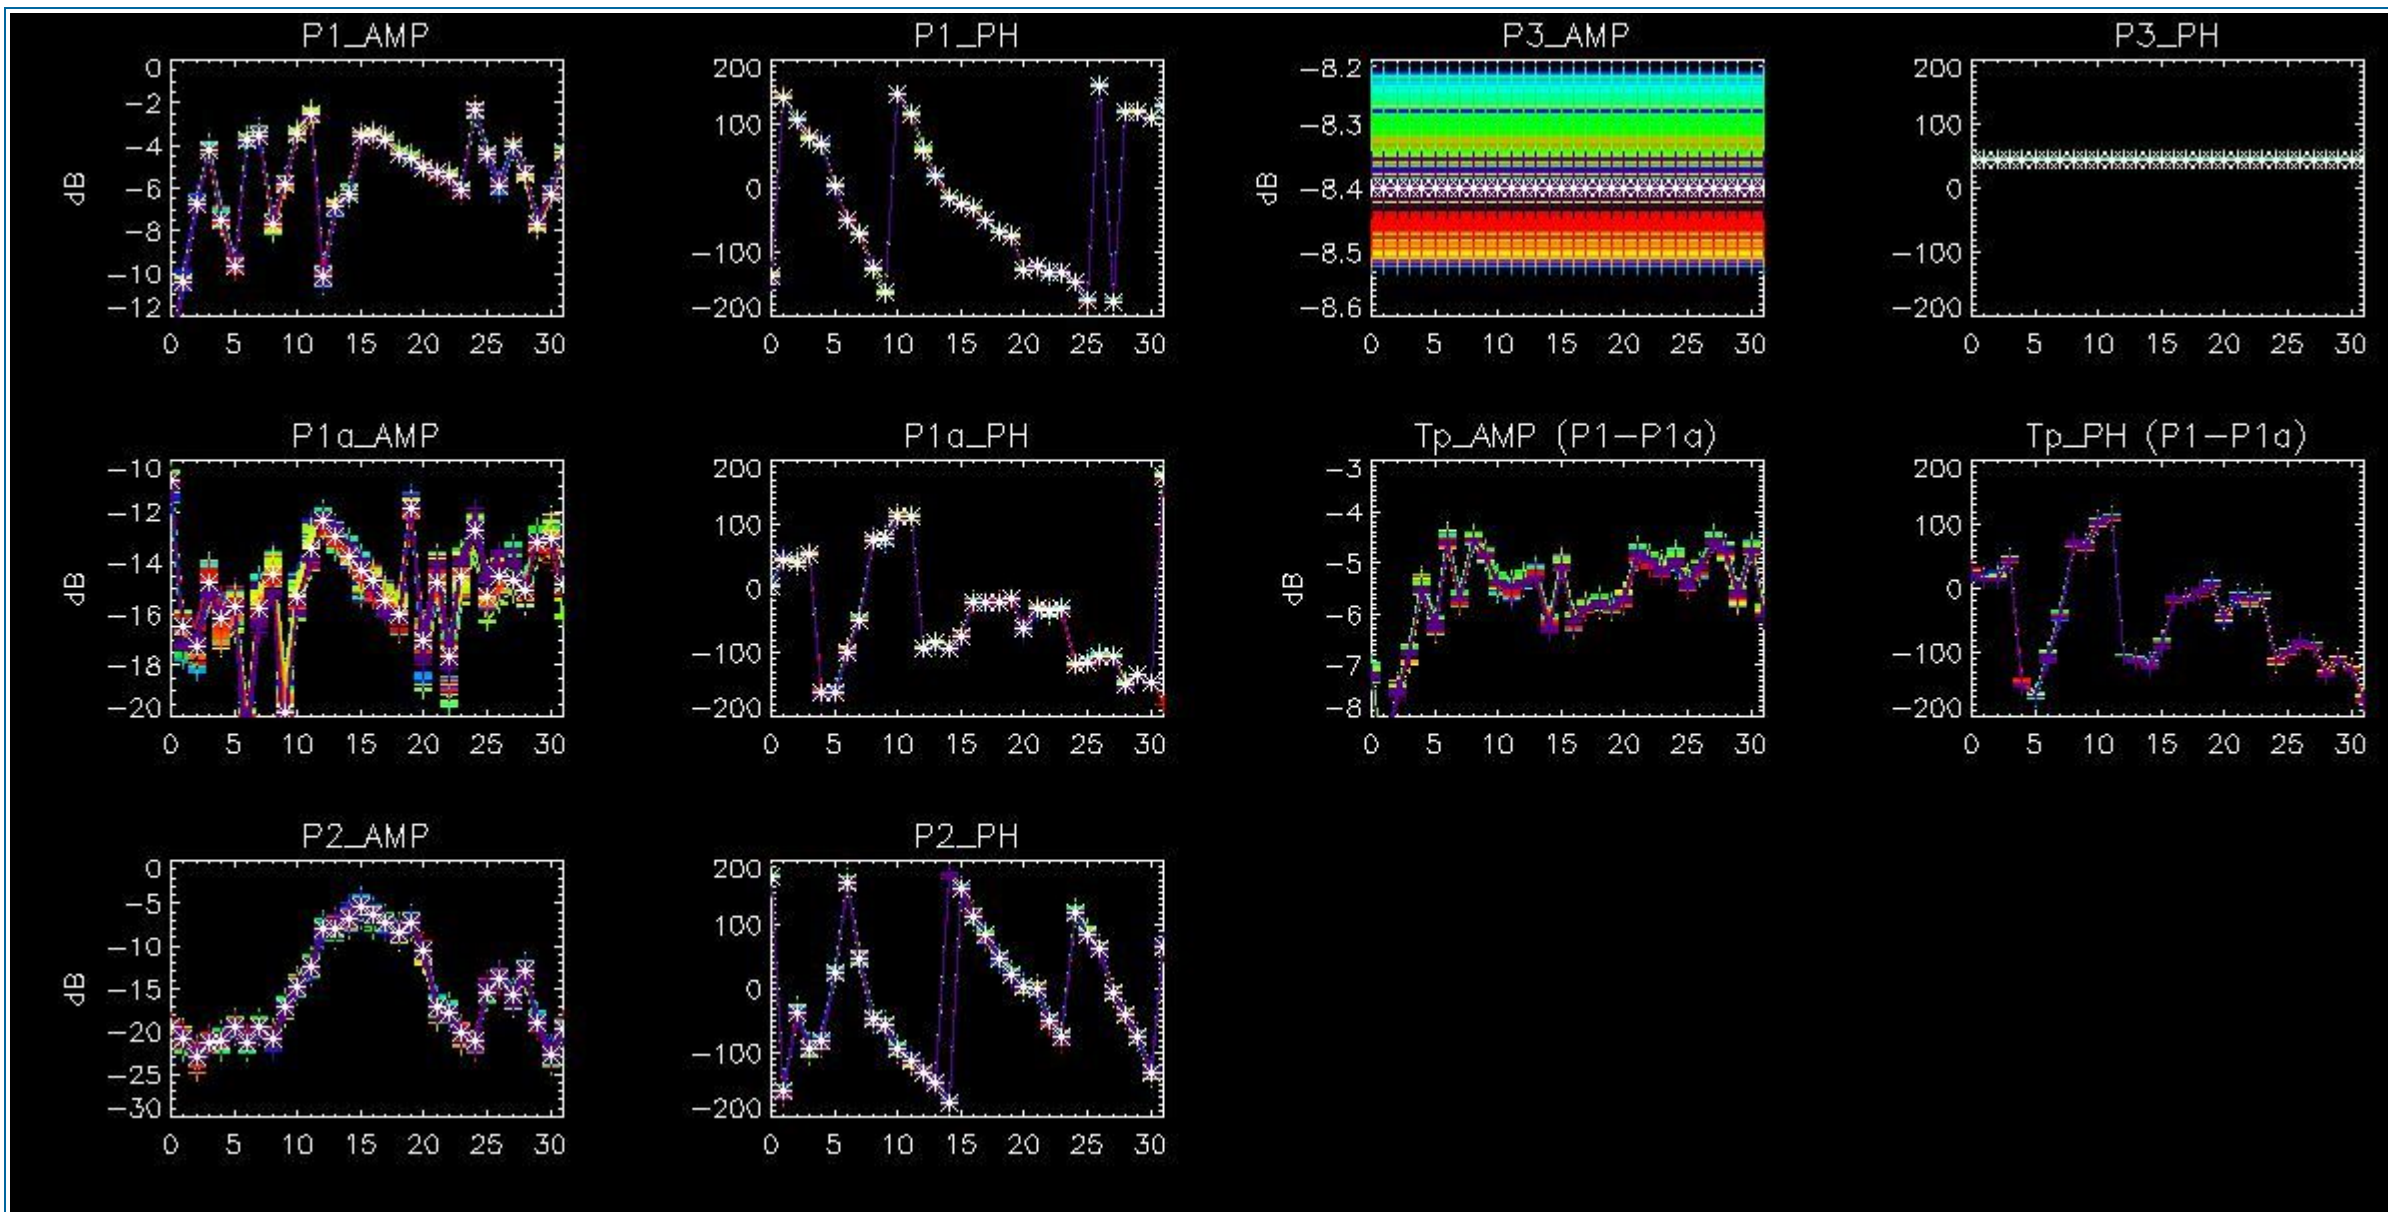 P1_AMP
P1_PH
P3_AMP
P3_PH
0
−2
−4
−6
−8
−10
−12
dB
0 5 10 15 20 25 30
200
100
0
−100
−200
0 5 10 15 20 25 30
−8.2
−8.3
−8.4
−8.5
−8.6
dB
0 5 10 15 20 25 30
200
100
0
−100
−200
0 5 10 15 20 25 30
P1a_AMP
P1a_PH
Tp_AMP (P1−P1a)
Tp_PH (P1−P1a)
−10
−12
−14
−16
−18
−20
dB
0 5 10 15 20 25 30
200
100
0
−100
−200
0 5 10 15 20 25 30
−3
−4
−5
−6
−7
−8
dB
0 5 10 15 20 25 30
200
100
0
−100
−200
0 5 10 15 20 25 30
P2_AMP
P2_PH
0
−5
−10
−15
−20
−25
−30
dB
0 5 10 15 20 25 30
200
100
0
−100
−200
0 5 10 15 20 25 30